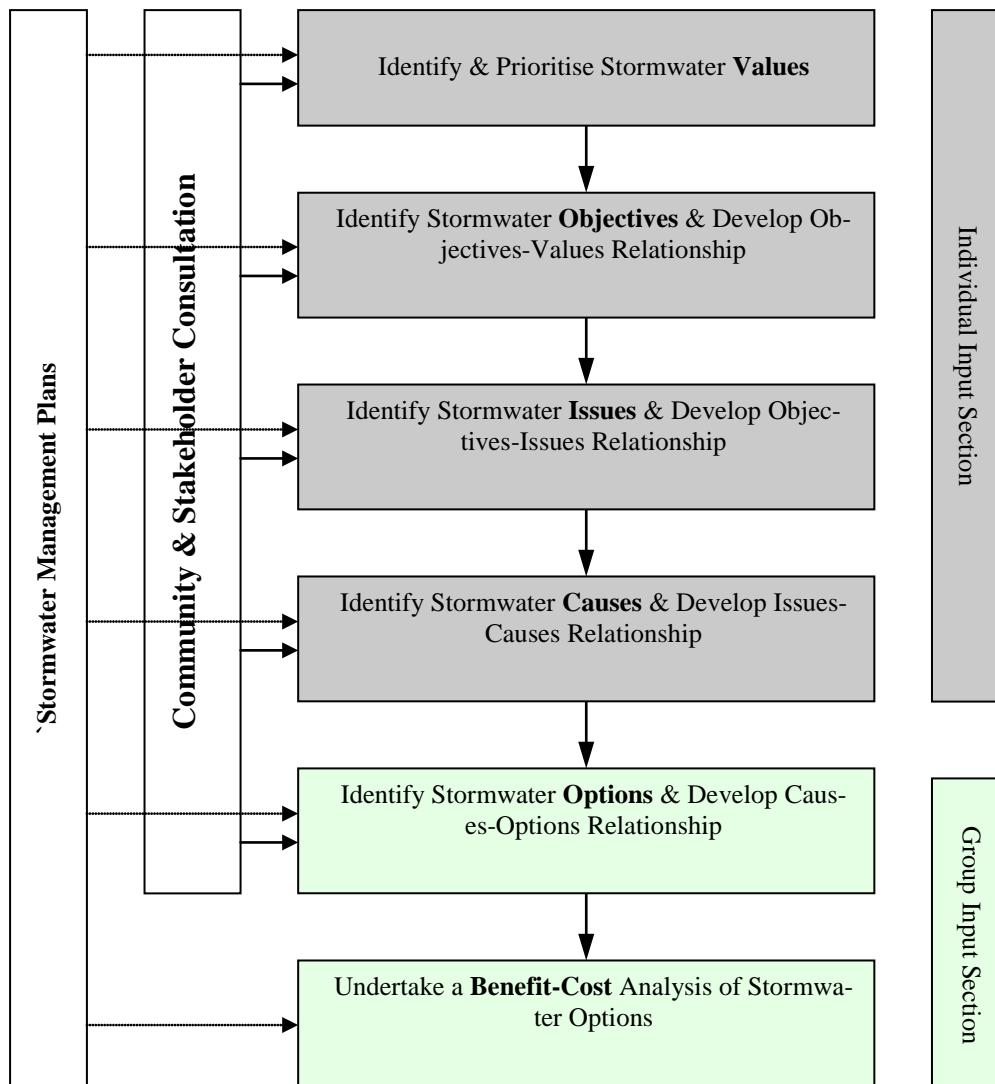 Identify & Prioritise Stormwater Values
Identify Stormwater Objectives & Develop Ob-
jectives-Values Relationship
Identify Stormwater Issues & Develop Objec-
tives-Issues Relationship
Identify Stormwater Causes & Develop Issues-
Causes Relationship
Identify Stormwater Options & Develop Caus-
es-Options Relationship
Undertake a Benefit-Cost Analysis of Stormwa-
ter Options
`Stormwater Management Plans
Community & Stakeholder Consultation
Individual Input Section
Group Input Section